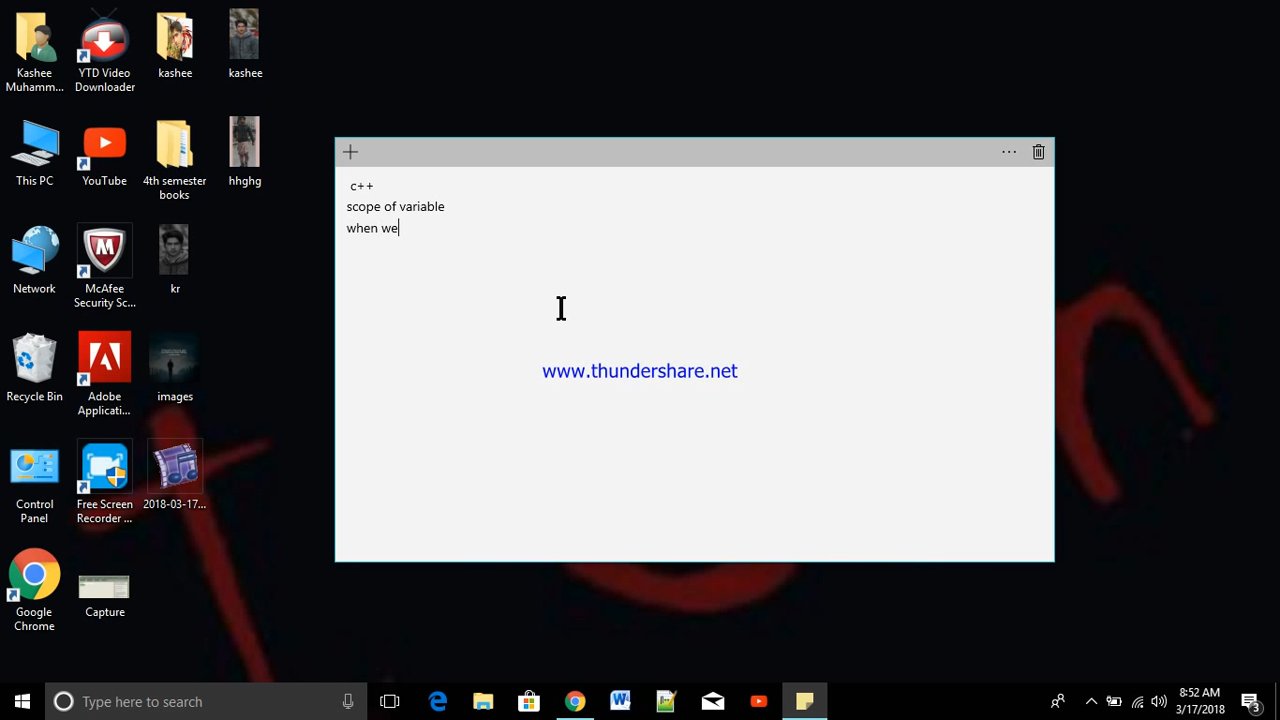 Kashee
Muhamm...
YTD Video
Downloader
kashee
kashee
This PC
YouTube
4th semester
books
hhghg
Network
McAfee
Security Sc...
kr
Recycle Bin
Adobe
Applicati...
images
Control
Panel
Free Screen
Recorder ...
2018-03-17...
Google
Chrome
Capture
c++
scope of variable
when we
www.thundershare.net
Type here to search
8:52 AM
3/17/2018
3